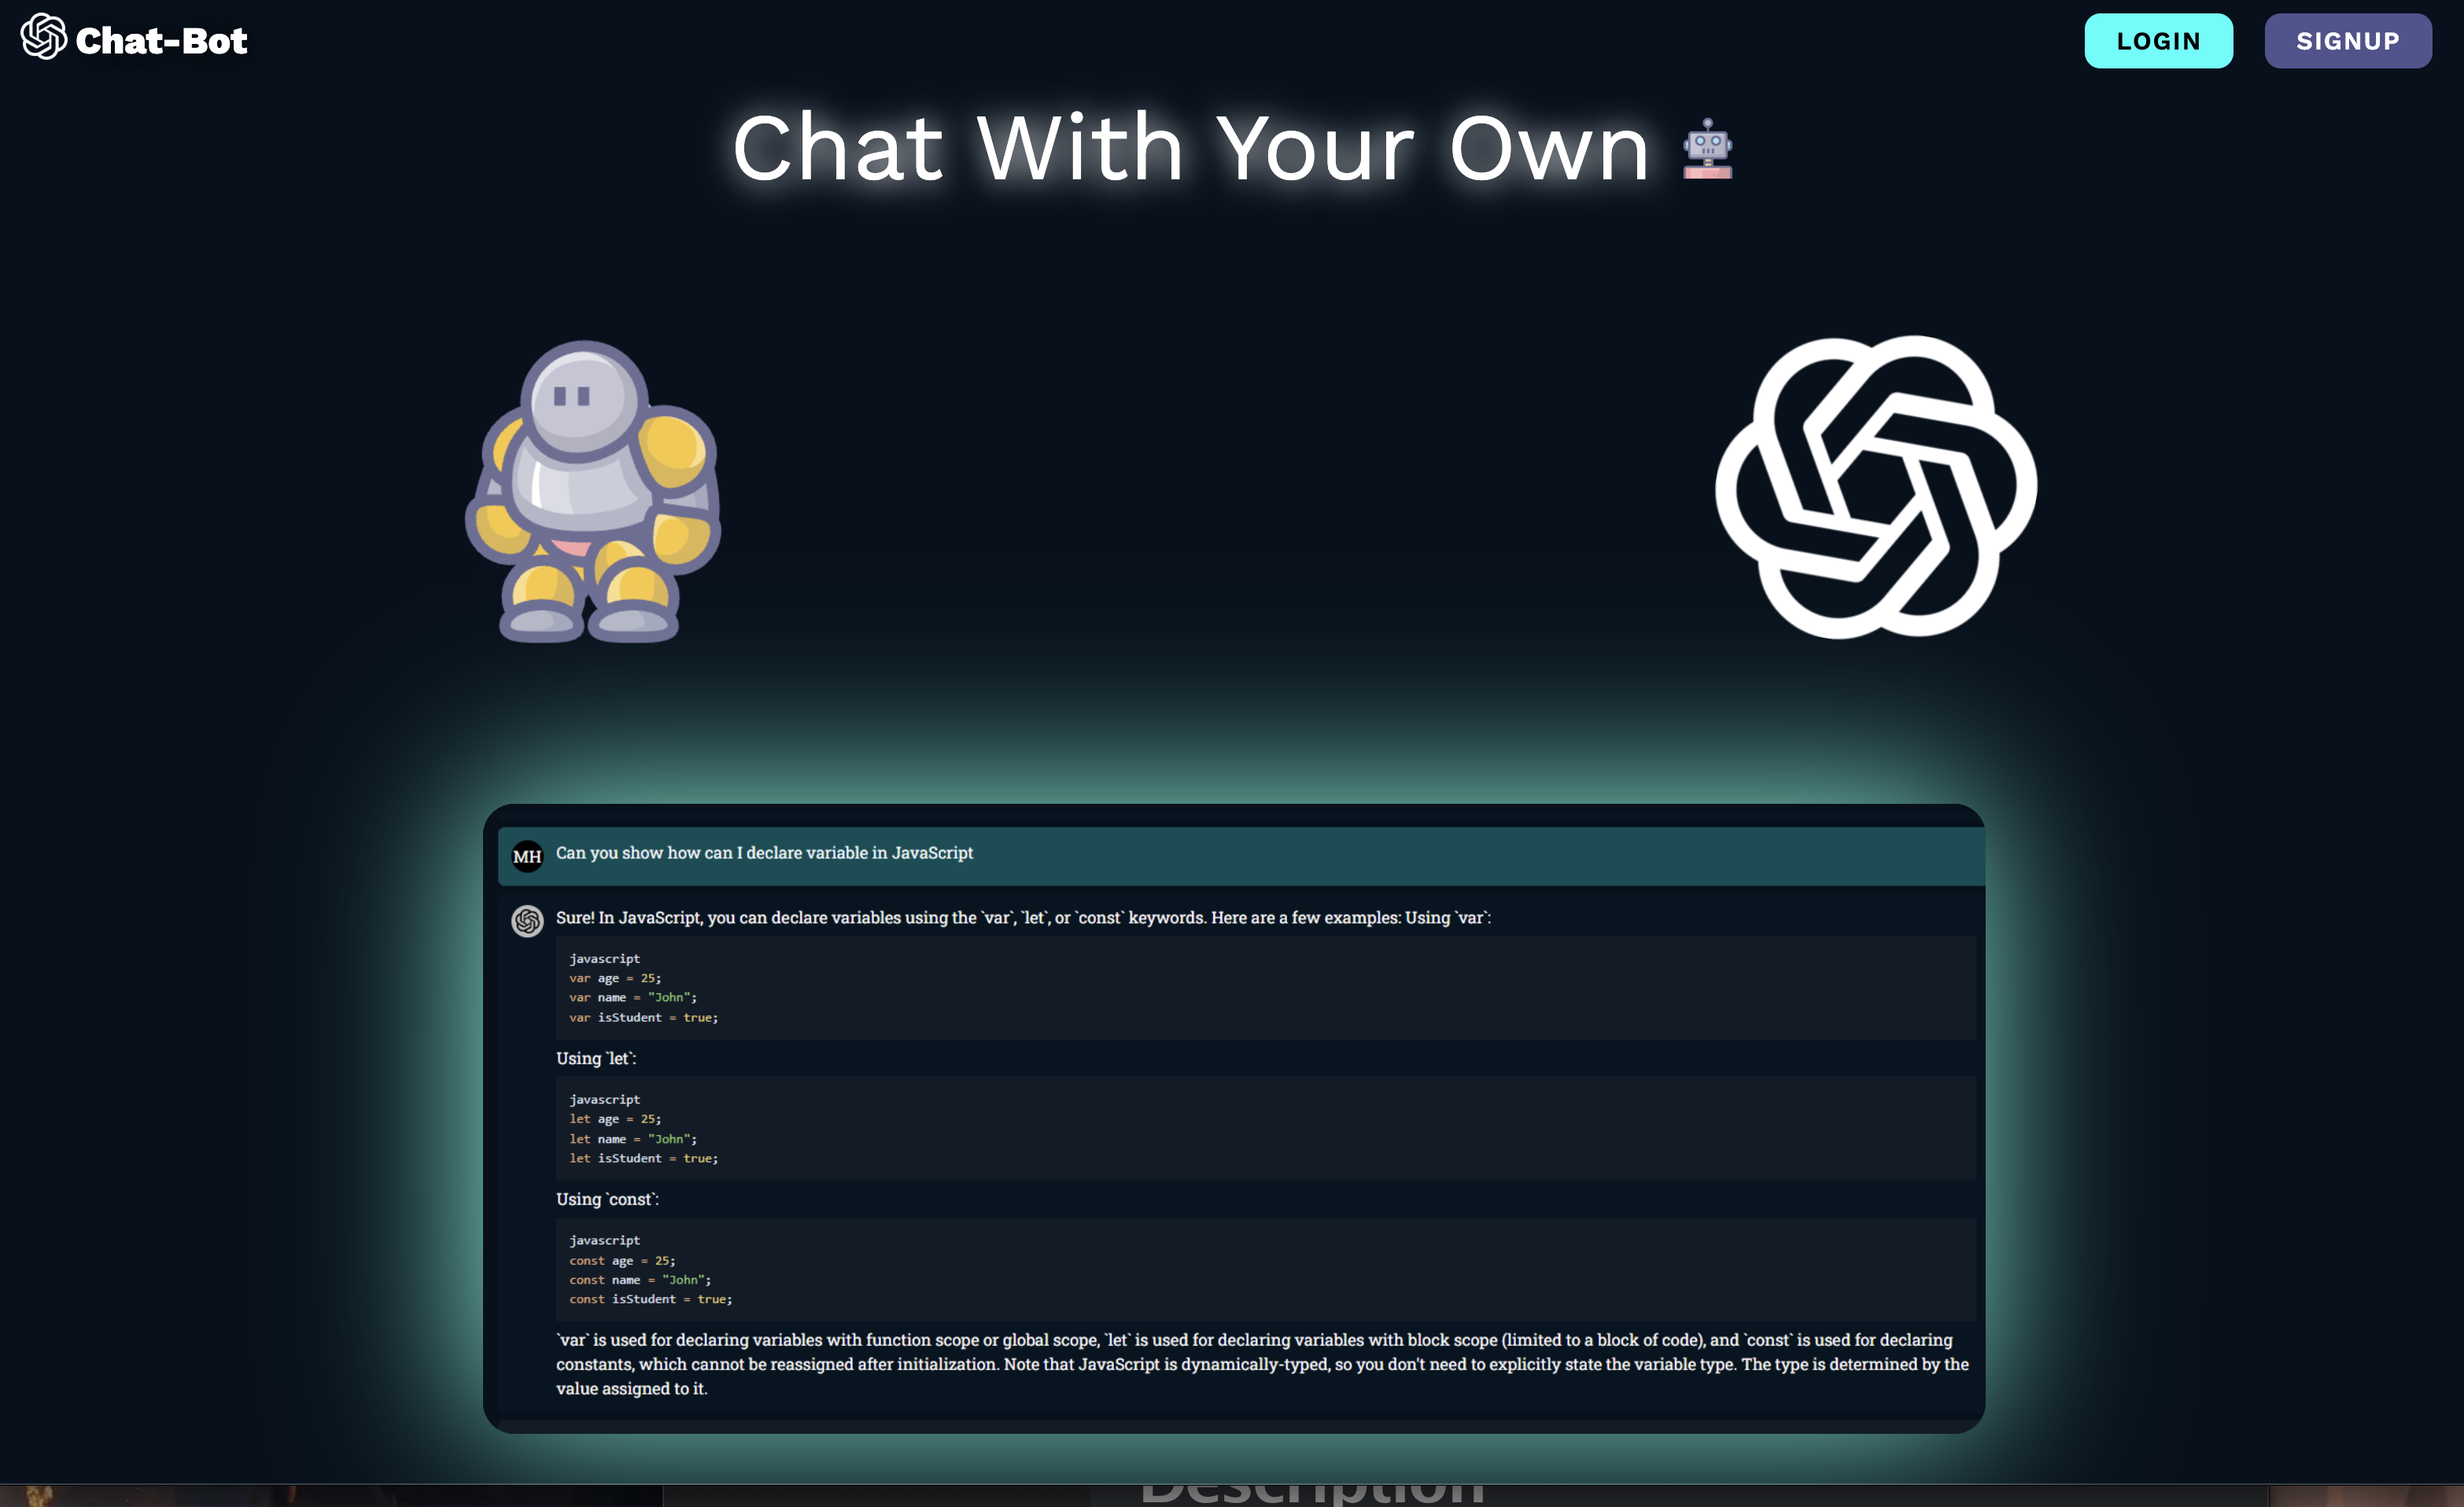 Chat-Bot
LOGIN
SIGNUP
Chat With Your Own
MH
Can you show how can I declare variable in JavaScript
Sure! In JavaScript, you can declare variables using the `var`, `let`, or `const` keywords. Here are a few examples: Using `var`:
javascript
var age = 25;
var name = "John";
var isStudent = true;
Using `let`:
javascript
let age = 25;
let name = "John";
let isStudent = true;
Using `const`:
javascript
const age = 25;
const name = "John";
const isStudent = true;
`var` is used for declaring variables with function scope or global scope, `let` is used for declaring variables with block scope (limited to a block of code), and `const` is used for declaring
constants, which cannot be reassigned after initialization. Note that JavaScript is dynamically-typed, so you don't need to explicitly state the variable type. The type is determined by the
value assigned to it.
Description